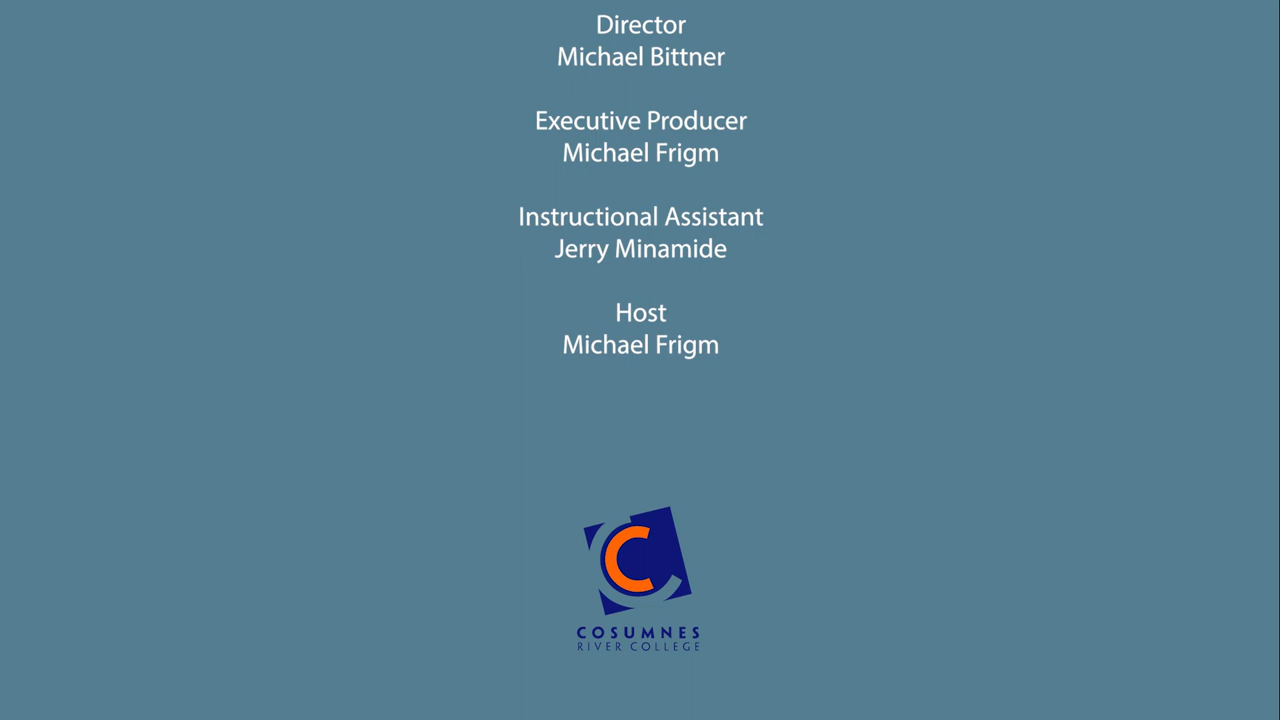 Director
Michael Bittner
Executive Producer
Michael Frigm
Instructional Assistant
Jerry Minamide
Host
Michael Frigm
COSUMNES
RIVER COLLEGE